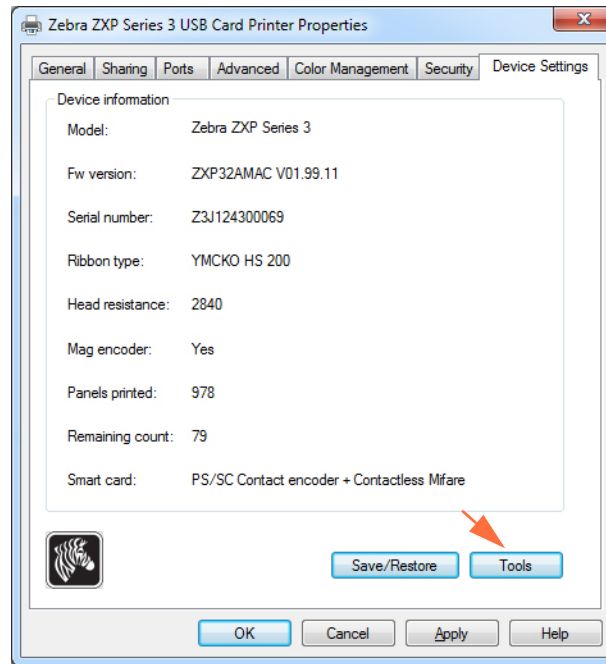 Zebra ZXP Series 3 USB Card Printer Properties
General Sharing Ports Advanced Color Management Security Device Settings
Device information
Model: Zebra ZXP Series 3
Fw version: ZXP32AMAC V01.99.11
Serial number: Z3J124300069
Ribbon type: YMCKO HS 200
Head resistance: 2840
Mag encoder: Yes
Panels printed: 978
Remaining count: 79
Smart card: PS/SC Contact encoder + Contactless Mifare
Save/Restore Tools
OK Cancel Apply Help